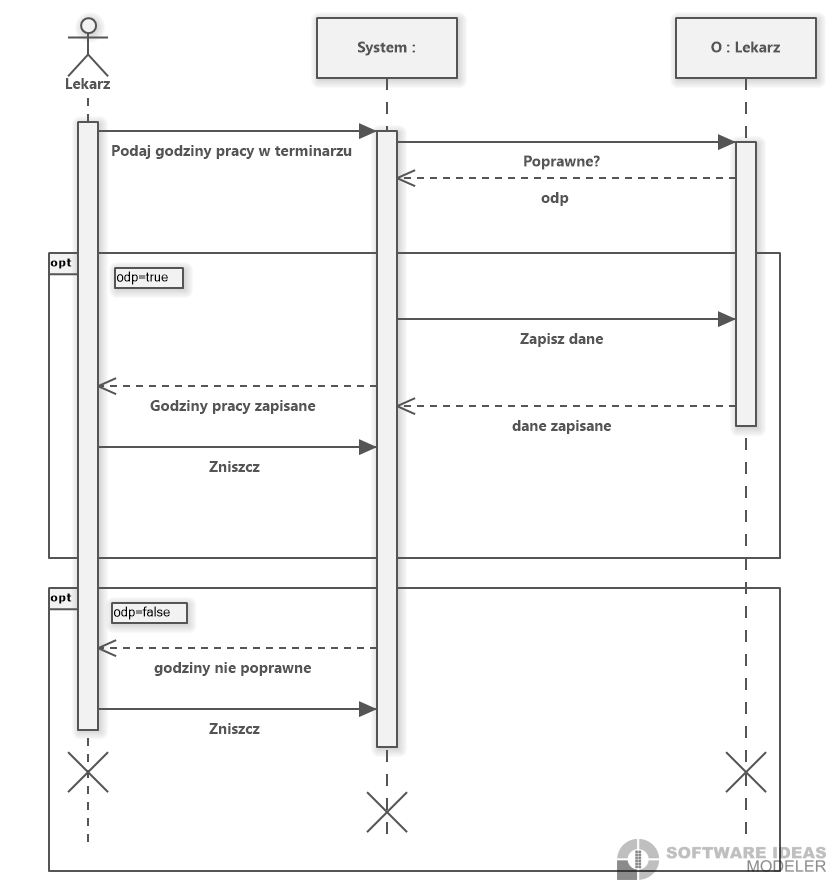 Lekarz
System :
O : Lekarz
Podaj godziny pracy w terminarzu
Poprawne?
odp
opt
odp=true
Zapisz dane
Godziny pracy zapisane
dane zapisane
Zniszcz
opt
odp=false
godziny nie poprawne
Zniszcz
SOFTWARE IDEAS
MODELER